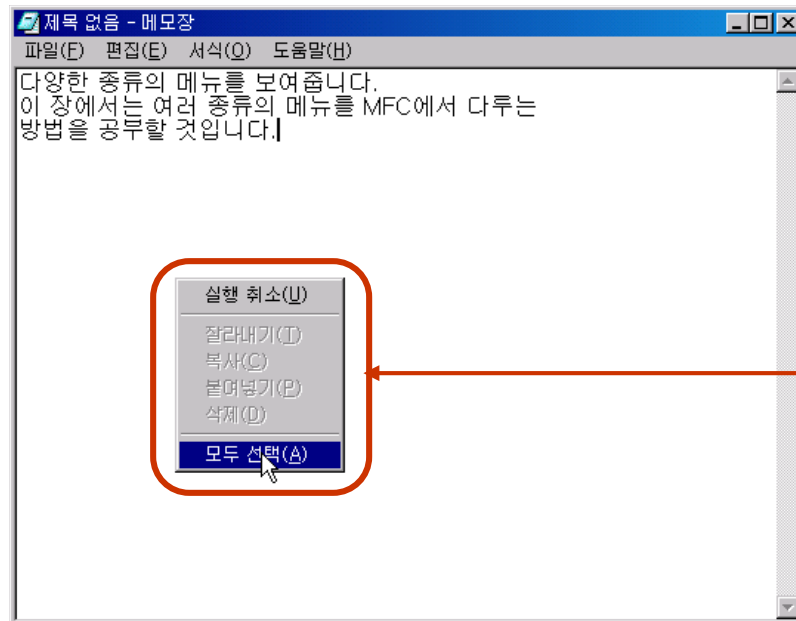 제목 없음 - 메모장
파일(F) 편집(E) 서식(O) 도움말(H)
다양한 종류의 메뉴를 보여줍니다.
이 장에서는 여러 종류의 메뉴를 MFC에서 다루는
방법을 공부할 것입니다.
실행 취소(U)
잘라내기(T)
복사(C)
붙여넣기(P)
삭제(D)
모두 선택(A)